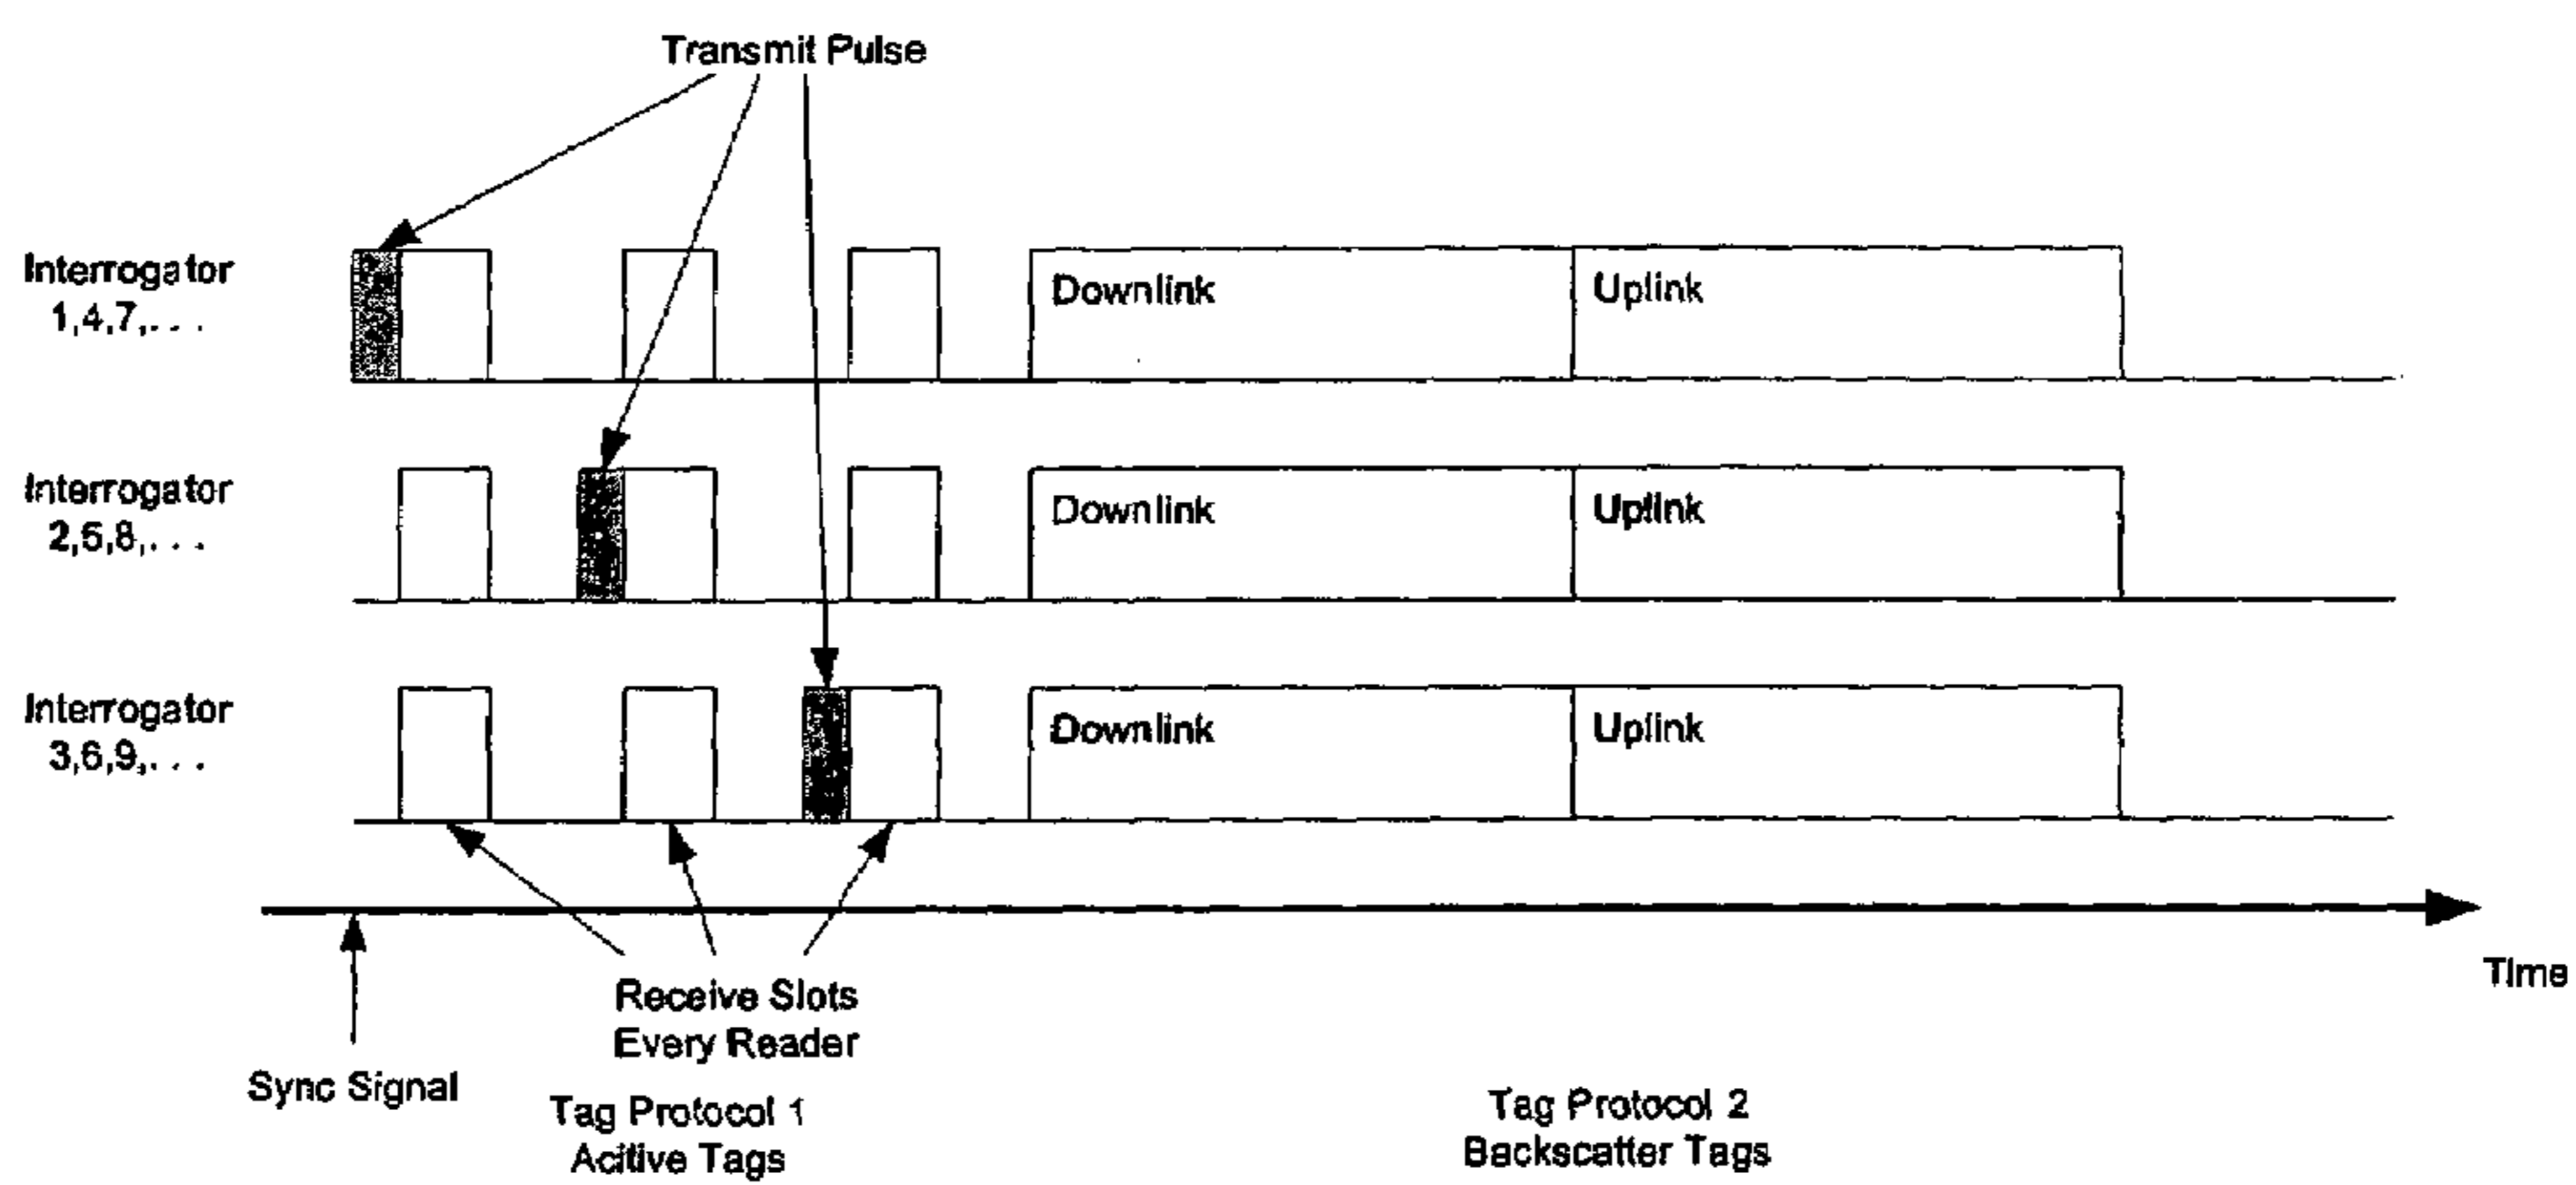 Transmit Pulse
Interrogator
1,4,7,. . .
Downlink
Uplink
Interrogator
2,5,8,. . .
Downlink
Uplink
Interrogator
3,6,9,. . .
Downlink
Uplink
Time
Receive Slots
Every Reader
Sync Signal
Tag Protocol 1
Acitive Tags
Tag Protocol 2
Backscatter Tags